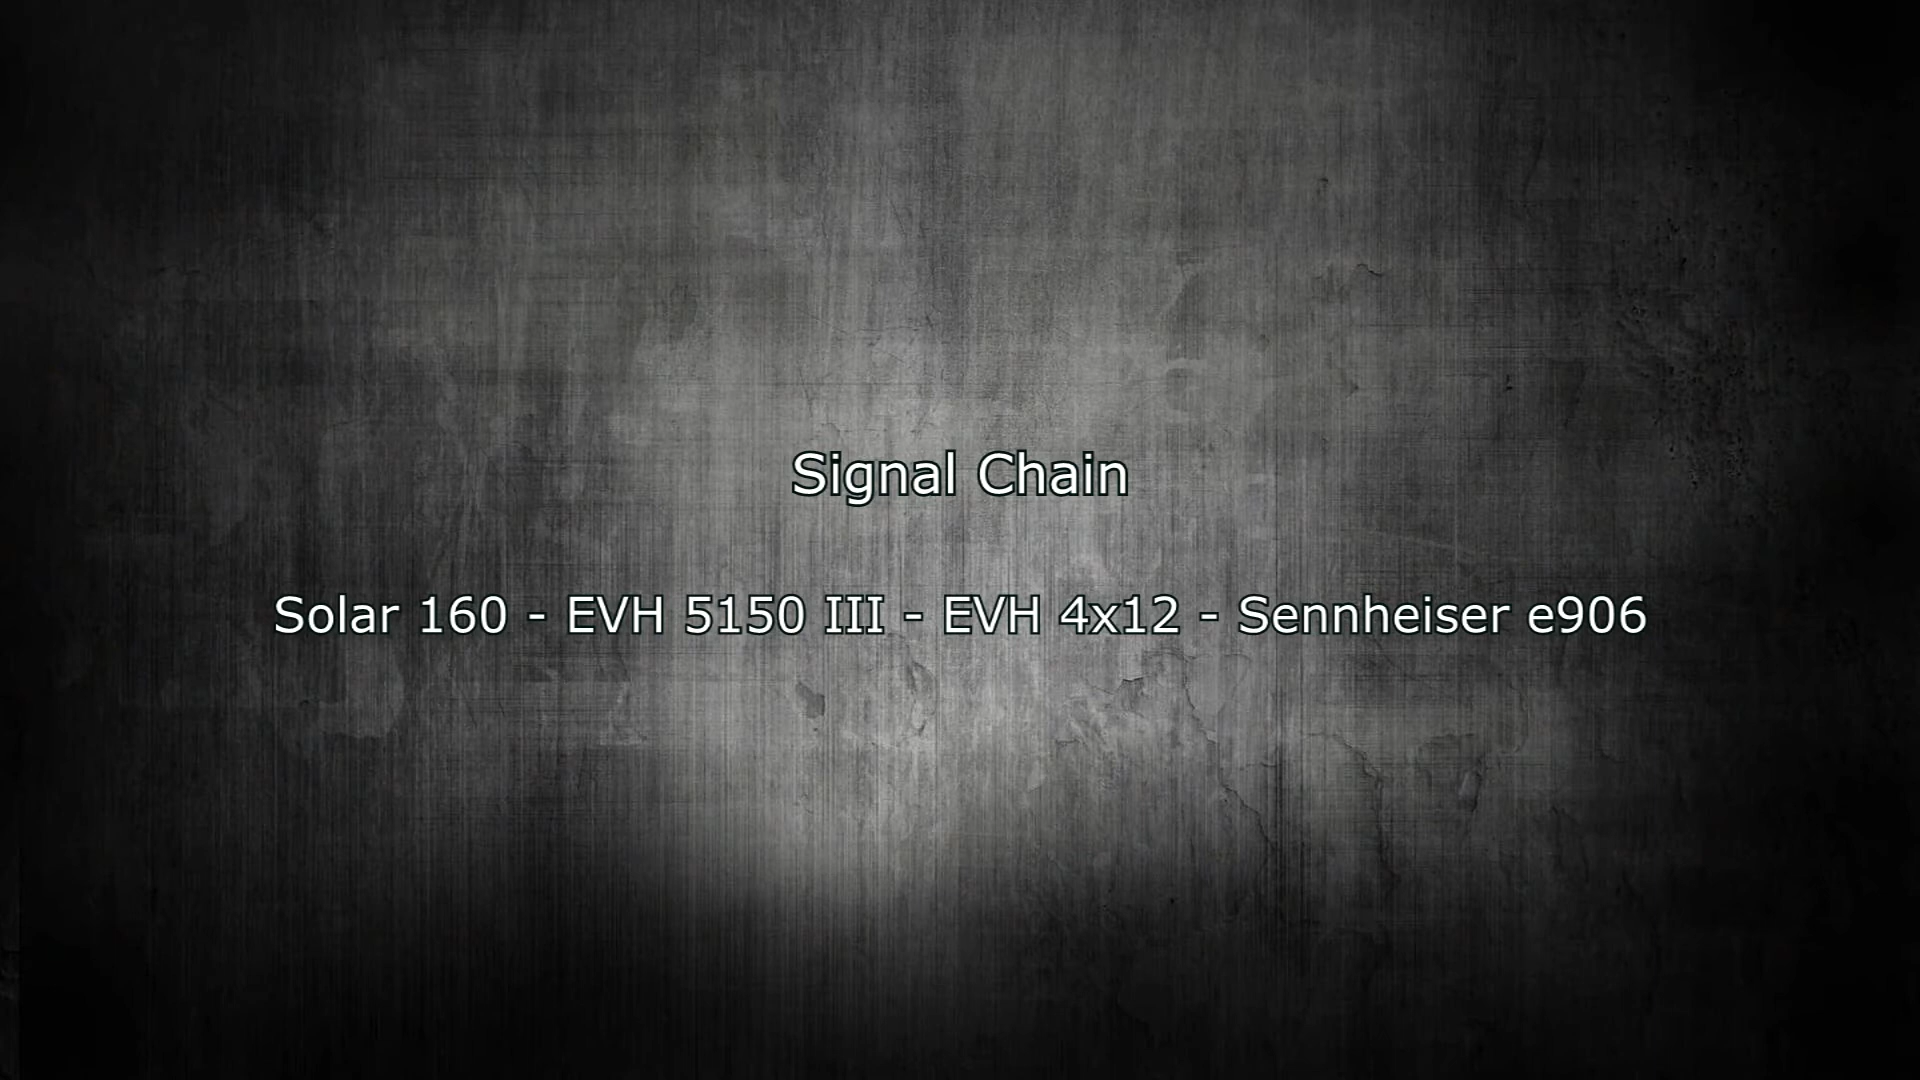 Signal Chain
Solar 160 - EVH 5150 III - EVH 4x12 - Sennheiser e906